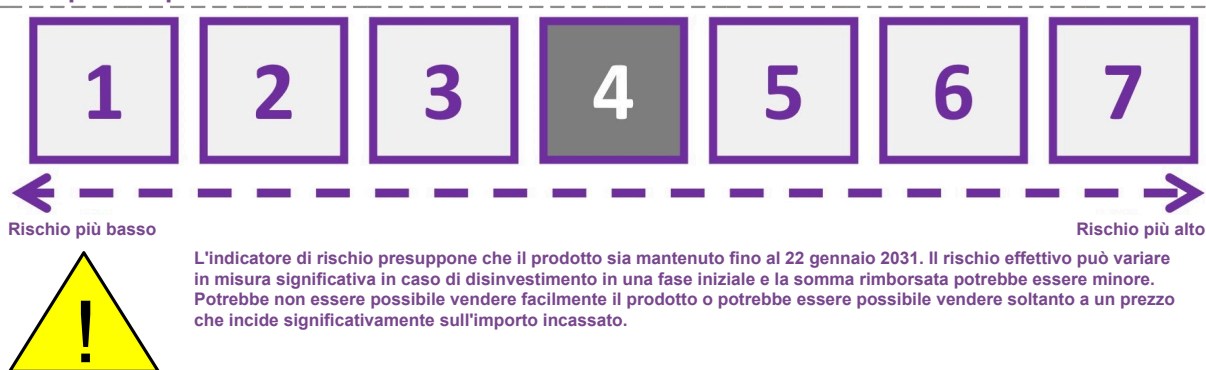 1 2 3 4 5 6 7
Rischio più basso Rischio più alto
L'indicatore di rischio presuppone che il prodotto sia mantenuto fino al 22 gennaio 2031. Il rischio effettivo può variare
in misura significativa in caso di disinvestimento in una fase iniziale e la somma rimborsata potrebbe essere minore.
Potrebbe non essere possibile vendere facilmente il prodotto o potrebbe essere possibile vendere soltanto a un prezzo
che incide significativamente sull'importo incassato.
!